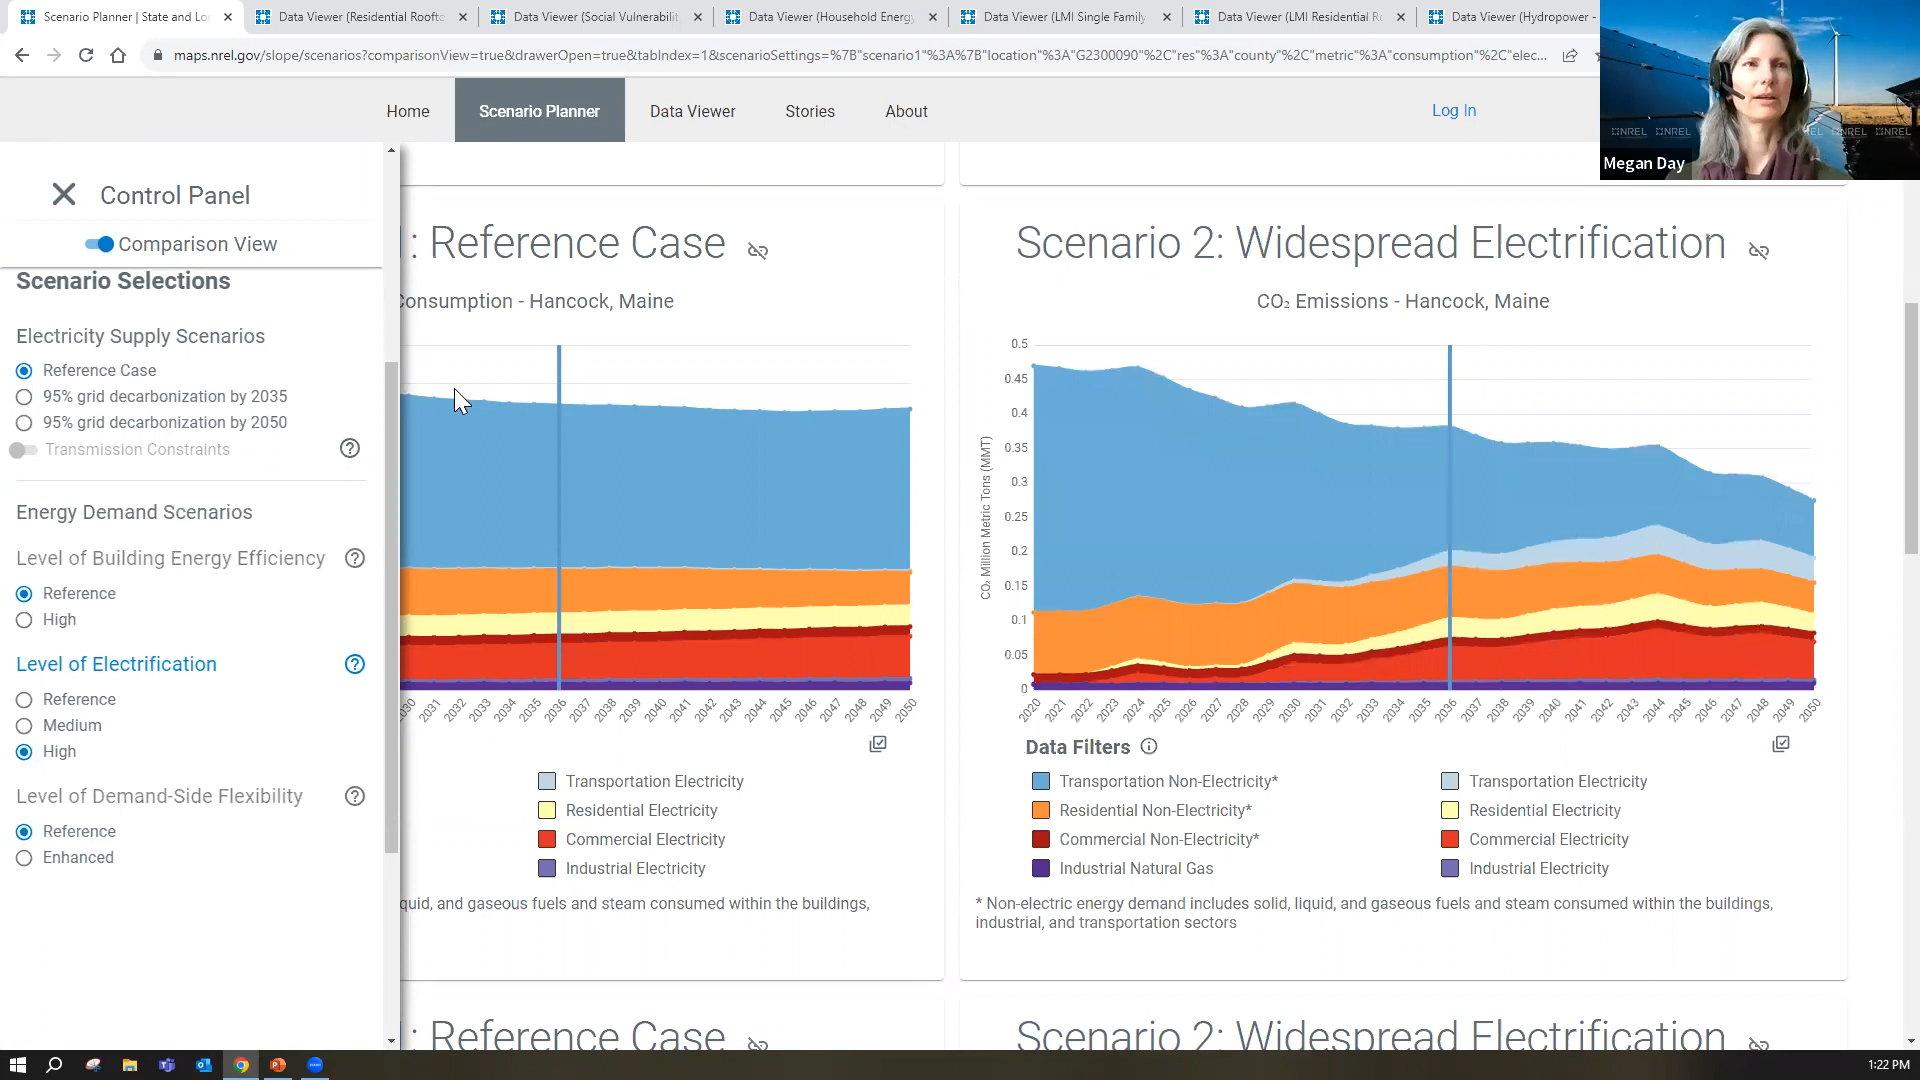 Scenario Planner | State and Lo
Data Viewer (Residential Roofto
Data Viewer (Social Vulnerabilit
Data Viewer (Household Energy
Data Viewer (LMI Single Family
Data Viewer (LMI Residential R
Data Viewer (Hydropower -
maps.nrel.gov/slope/scenarios?comparisonView=true&drawerOpen=true&tabIndex=1&scenarioSettings=%7B"scenario1"%3A%7B"location"%3A"G2300090"%2C"res"%3A"county"%2C"metric"%3A"consumption"%2C"elec...
Home
Scenario Planner
Data Viewer
Stories
About
Log In
NREL NREL NREL NREL
Megan Day
Control Panel
Comparison View
Scenario Selections
Electricity Supply Scenarios
Reference Case
95% grid decarbonization by 2035
95% grid decarbonization by 2050
Transmission Constraints
Energy Demand Scenarios
Level of Building Energy Efficiency
Reference
High
Level of Electrification
Reference
Medium
High
Level of Demand-Side Flexibility
Reference
Enhanced
: Reference Case
Consumption - Hancock, Maine
2030 2031 2032 2033 2034 2035 2036 2037 2038 2039 2040 2041 2042 2043 2044 2045 2046 2047 2048 2049 2050
Transportation Electricity
Residential Electricity
Commercial Electricity
Industrial Electricity
quid, and gaseous fuels and steam consumed within the buildings,
Scenario 2: Widespread Electrification
CO₂ Emissions - Hancock, Maine
CO₂ Million Metric Tons (MMT)
0.5
0.45
0.4
0.35
0.3
0.25
0.2
0.15
0.1
0.05
0
2020 2021 2022 2023 2024 2025 2026 2027 2028 2029 2030 2031 2032 2033 2034 2035 2036 2037 2038 2039 2040 2041 2042 2043 2044 2045 2046 2047 2048 2049 2050
Data Filters
Transportation Non-Electricity*
Transportation Electricity
Residential Non-Electricity*
Residential Electricity
Commercial Non-Electricity*
Commercial Electricity
Industrial Natural Gas
Industrial Electricity
* Non-electric energy demand includes solid, liquid, and gaseous fuels and steam consumed within the buildings,
industrial, and transportation sectors
: Reference Case
Scenario 2: Widespread Electrification
1:22 PM